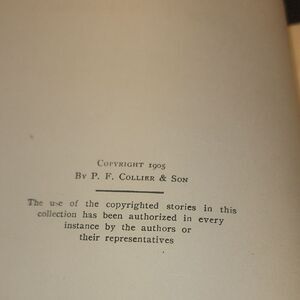 COPYRIGHT 1905
BY P. F. COLLIER & SON
The use of the copyrighted stories in this
collection has been authorized in every
instance by the authors or
their representatives